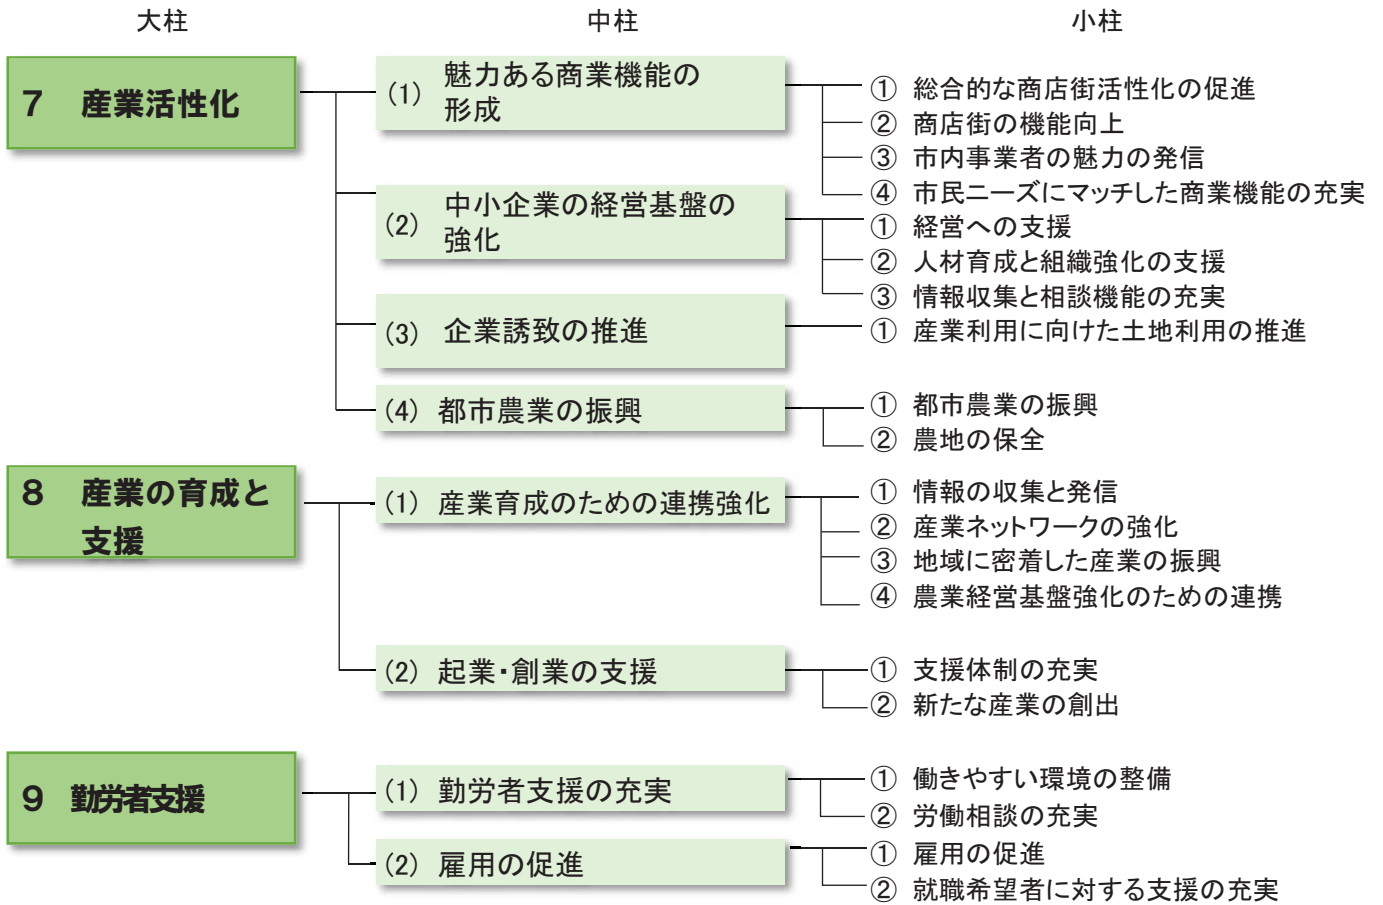 大柱 中柱 小柱
7 産業活性化
(1) 魅力ある商業機能の
形成
① 総合的な商店街活性化の促進
② 商店街の機能向上
③ 市内事業者の魅力の発信
④ 市民ニーズにマッチした商業機能の充実
(2) 中小企業の経営基盤の
強化
① 経営への支援
② 人材育成と組織強化の支援
③ 情報収集と相談機能の充実
(3) 企業誘致の推進
① 産業利用に向けた土地利用の推進
(4) 都市農業の振興
① 都市農業の振興
② 農地の保全
8 産業の育成と
支援
(1) 産業育成のための連携強化
① 情報の収集と発信
② 産業ネットワークの強化
③ 地域に密着した産業の振興
④ 農業経営基盤強化のための連携
(2) 起業・創業の支援
① 支援体制の充実
② 新たな産業の創出
9 勤労者支援
(1) 勤労者支援の充実
① 働きやすい環境の整備
② 労働相談の充実
(2) 雇用の促進
① 雇用の促進
② 就職希望者に対する支援の充実